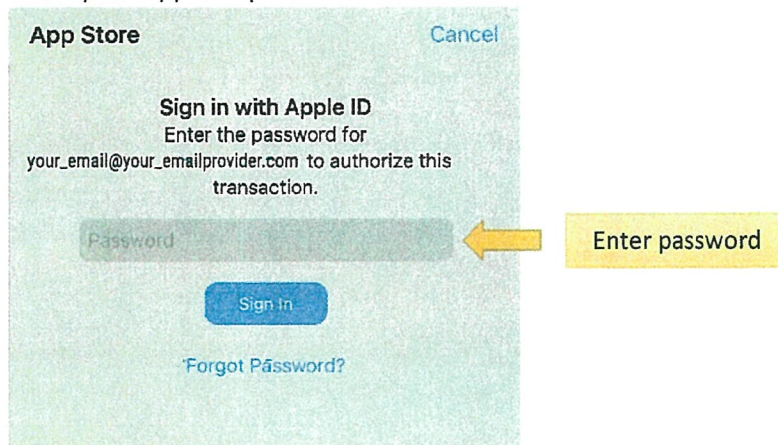 App Store
Cancel
Sign in with Apple ID
Enter the password for
your_email@your_emailprovider.com to authorize this
transaction.
Password
Enter password
Sign In
Forgot Password?